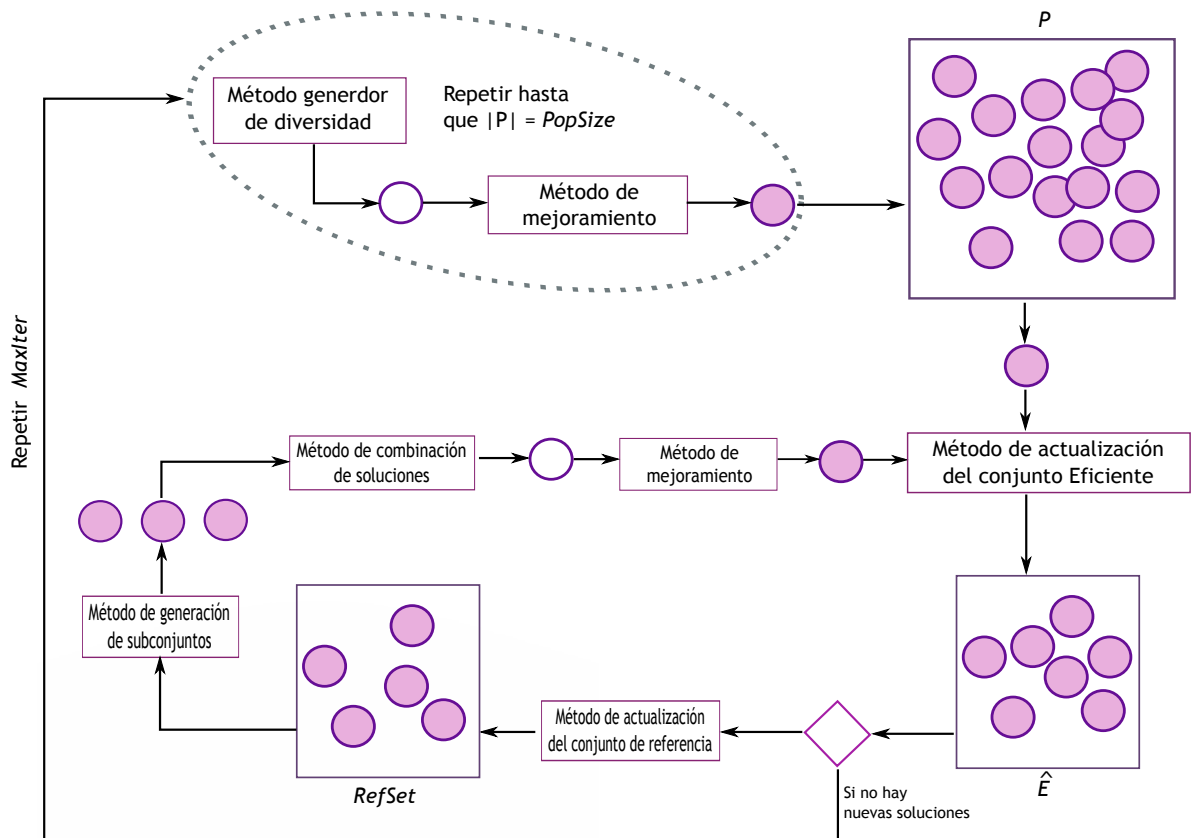 P
Método generdor
de diversidad
Repetir hasta
que |P| = PopSize
Método de
mejoramiento
Repetir MaxIter
Método de combinación
de soluciones
Método de
mejoramiento
Método de actualización
del conjunto Eficiente
Método de generación
de subconjuntos
Método de actualización
del conjunto de referencia
RefSet
Si no hay
nuevas soluciones
Ê